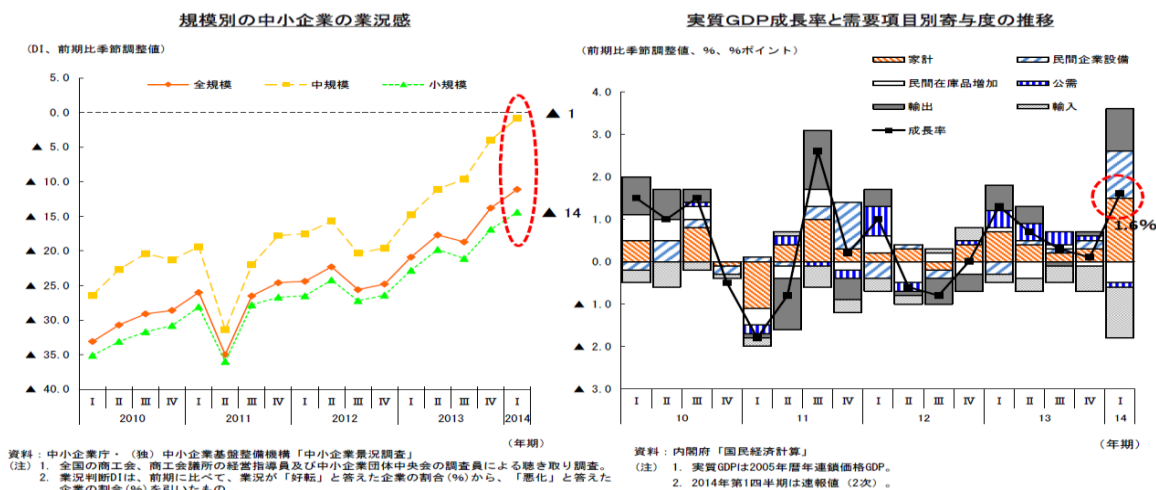 規模別の中小企業の業況感
(DI、前期比季節調整値)
全規模
中規模
小規模
5.0
0.0
▲ 5.0
▲ 10.0
▲ 15.0
▲ 20.0
▲ 25.0
▲ 30.0
▲ 35.0
▲ 40.0
▲ 1
▲ 14
Ⅰ Ⅱ Ⅲ Ⅳ Ⅰ Ⅱ Ⅲ Ⅳ Ⅰ Ⅱ Ⅲ Ⅳ Ⅰ Ⅱ Ⅲ Ⅳ Ⅰ
2010 2011 2012 2013 2014
(年期)
資料：中小企業庁・（独）中小企業基盤整備機構「中小企業景況調査」
(注) 1. 全国の商工会、商工会議所の経営指導員及び中小企業団体中央会の調査員による聴き取り調査。
2. 業況判断DIは、前期に比べて、業況が「好転」と答えた企業の割合(%)から、「悪化」と答えた
企業の割合(%)を引いたもの
実質GDP成長率と需要項目別寄与度の推移
(前期比季節調整値、%、%ポイント)
家計
民間企業設備
民間在庫品増加
公需
輸出
輸入
成長率
4.0
3.0
2.0
1.0
0.0
▲ 1.0
▲ 2.0
▲ 3.0
1.6%
Ⅰ Ⅱ Ⅲ Ⅳ Ⅰ Ⅱ Ⅲ Ⅳ Ⅰ Ⅱ Ⅲ Ⅳ Ⅰ Ⅱ Ⅲ Ⅳ Ⅰ
10 11 12 13 14
(年期)
資料：内閣府「国民経済計算」
(注) 1. 実質GDPは2005年暦年連鎖価格GDP。
2. 2014年第1四半期は速報値（2次）。